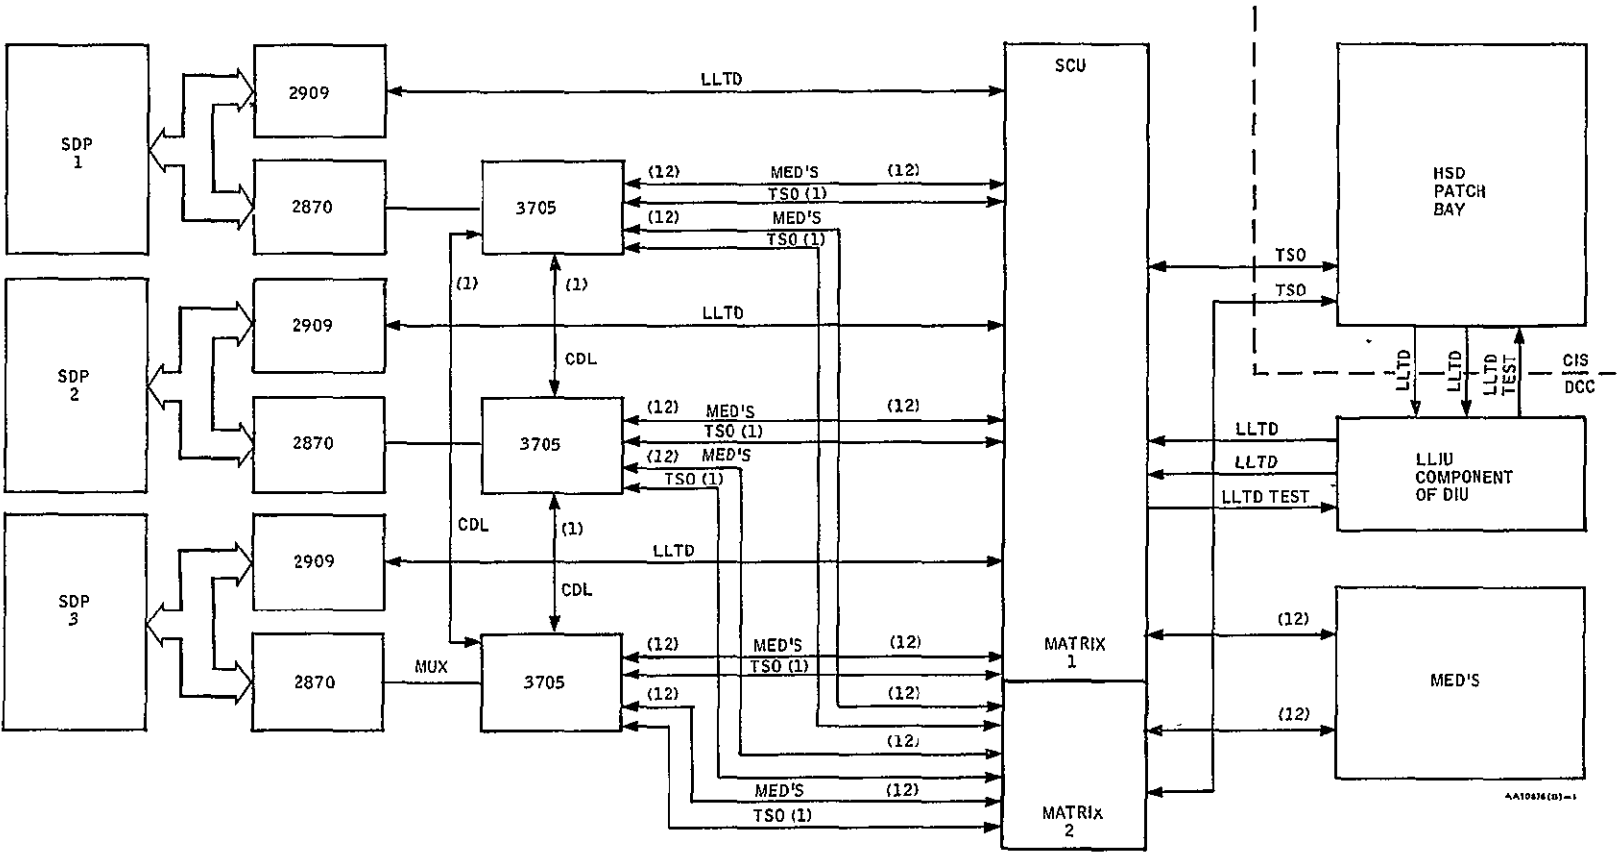 SDP
1
2909
LLTD
SCU
HSD
PATCH
BAY
2870
3705
(12) MED'S (12)
TSO (1)
(12) MED'S
TSO (1)
(1)
(1)
TSO
TSO
SDP
2
2909
LLTD
CDL
LLTD
LLTD
LLTD
TEST
CIS
DCC
2870
3705
(12) MED'S (12)
TSO (1)
(12) MED'S
TSO (1)
LLTD
LLTD
LLTD TEST
LLIU
COMPONENT
OF DIU
CDL
(1)
SDP
3
2909
LLTD
CDL
2870
MUX
3705
(12) MED'S (12)
TSO (1)
(12)
(12)
(12)
MED'S (12)
TSO (1)
MATRIX
1
MATRIX
2
(12)
(12)
MED'S